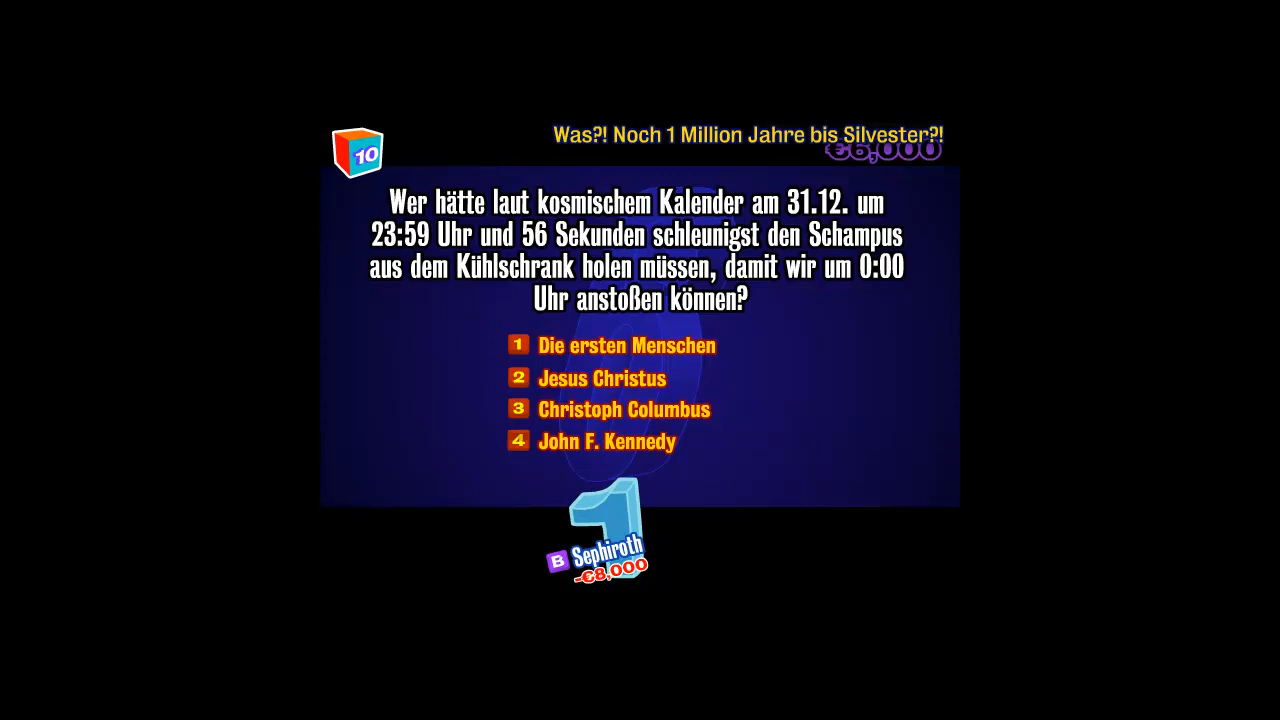 10
Was?! Noch 1 Million Jahre bis Silvester?!
€6,000
Wer hätte laut kosmischem Kalender am 31.12. um
23:59 Uhr und 56 Sekunden schleunigst den Schampus
aus dem Kühlschrank holen müssen, damit wir um 0:00
Uhr anstoßen können?
1 Die ersten Menschen
2 Jesus Christus
3 Christoph Columbus
4 John F. Kennedy
1
B Sephiroth
-€8,000